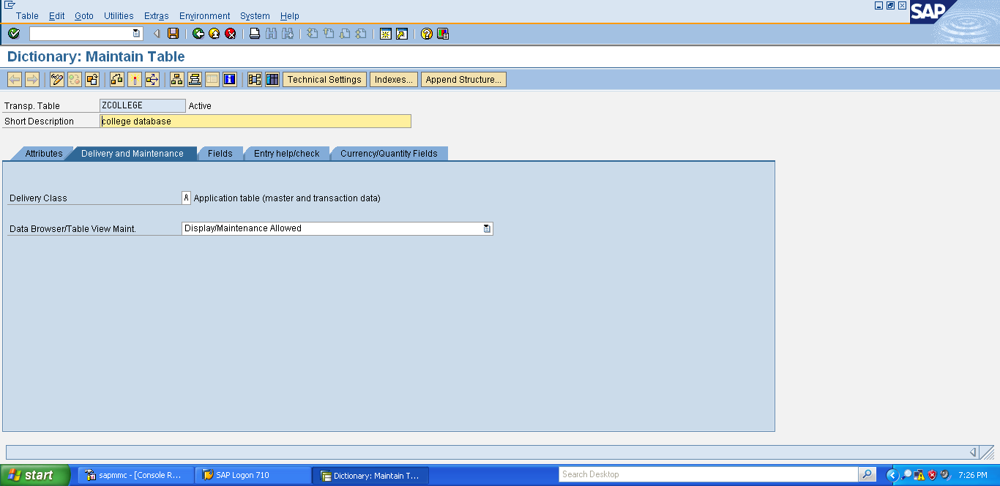 Table Edit Goto Utilities Extras Environment System Help
SAP
Dictionary: Maintain Table
Technical Settings Indexes... Append Structure...
Transp. Table ZCOLLEGE Active
Short Description college database
Attributes Delivery and Maintenance Fields Entry help/check Currency/Quantity Fields
Delivery Class A Application table (master and transaction data)
Data Browser/Table View Maint. Display/Maintenance Allowed
start sapmmc - [Console R... SAP Logon 710 Dictionary: Maintain T... Search Desktop 7:26 PM